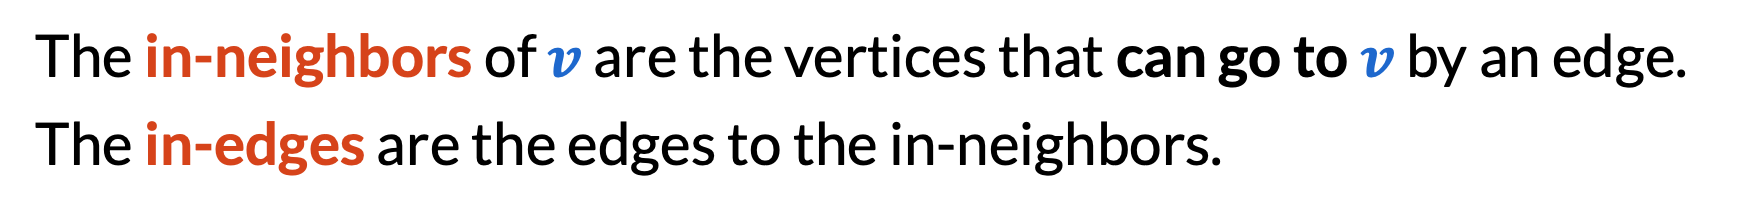 The in-neighbors of v are the vertices that can go to v by an edge.
The in-edges are the edges to the in-neighbors.